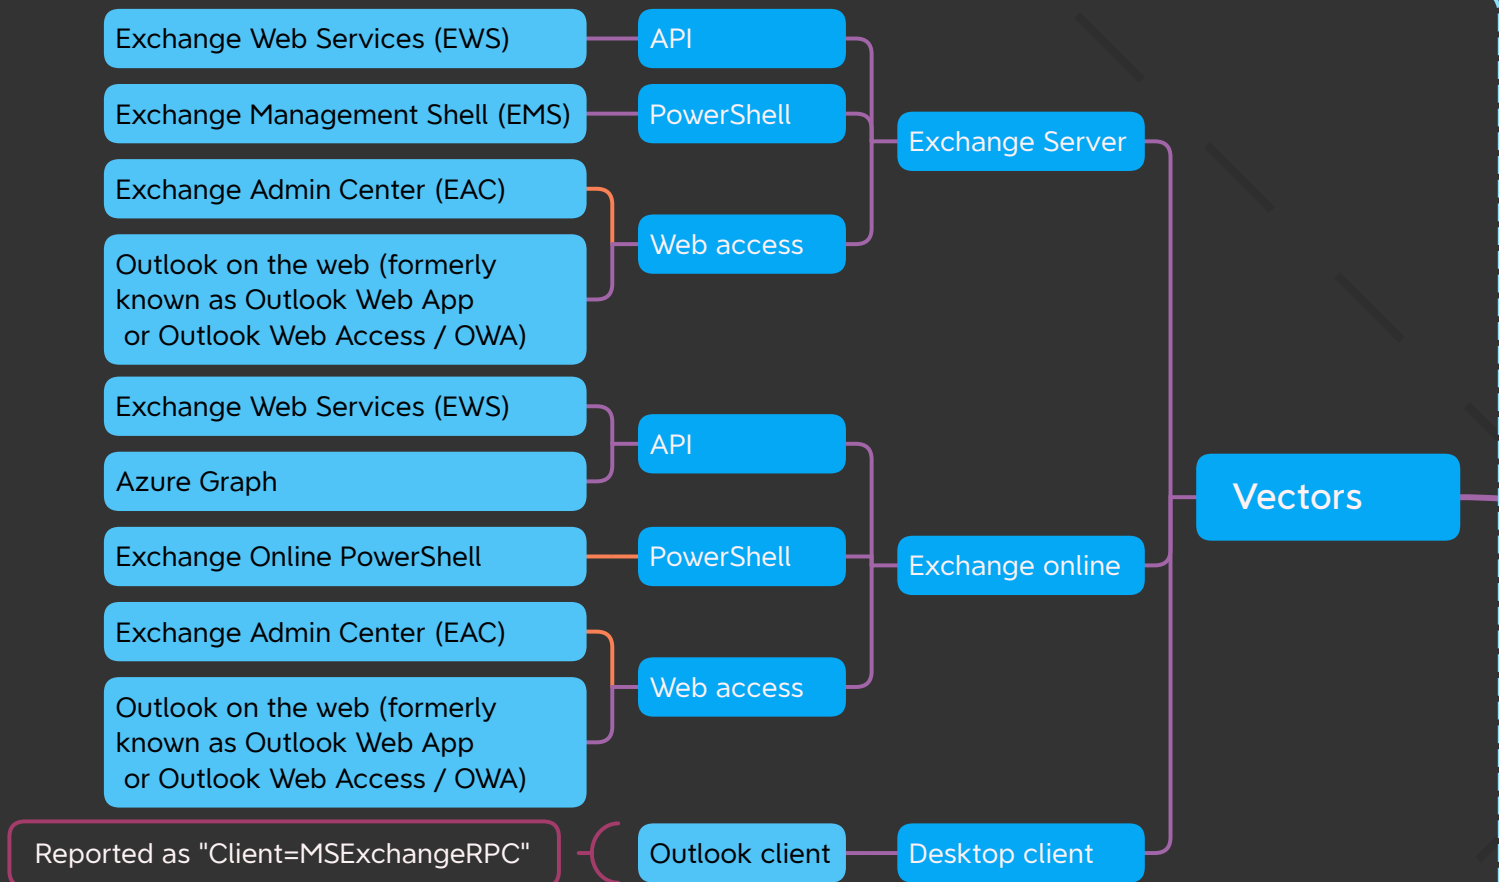 Exchange Web Services (EWS)
API
Exchange Management Shell (EMS)
PowerShell
Exchange Server
Exchange Admin Center (EAC)
Web access
Outlook on the web (formerly
known as Outlook Web App
or Outlook Web Access / OWA)
Exchange Web Services (EWS)
API
Azure Graph
Vectors
Exchange Online PowerShell
PowerShell
Exchange online
Exchange Admin Center (EAC)
Web access
Outlook on the web (formerly
known as Outlook Web App
or Outlook Web Access / OWA)
Reported as "Client=MSExchangeRPC"
Outlook client
Desktop client